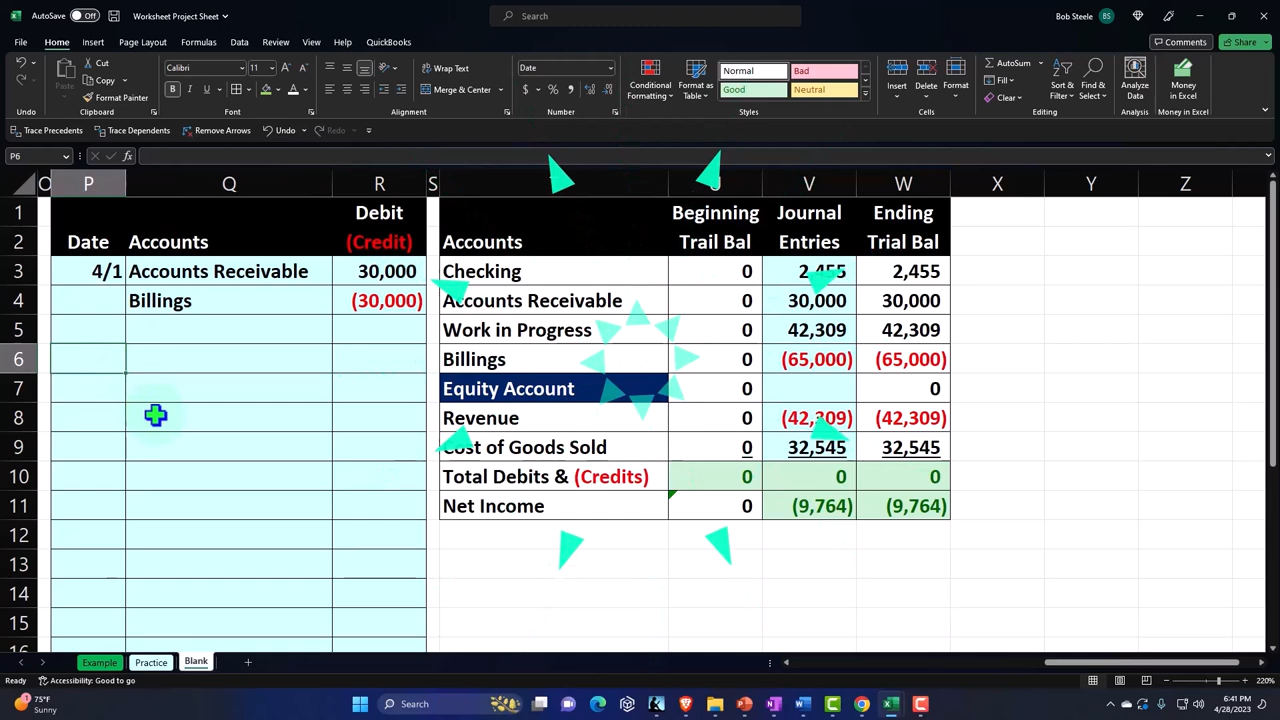 AutoSave Off Worksheet Project Sheet Search Bob Steele BS
File Home Insert Page Layout Formulas Data Review View Help QuickBooks Comments Share
Undo Paste Cut Copy Format Painter Clipboard
Calibri 11 B I U Font
Wrap Text Merge & Center Alignment
Date $ % Number
Conditional Formatting Format as Table Normal Bad Good Neutral Styles
Insert Delete Format Cells
AutoSum Clear Sort & Filter Find & Select Editing
Analyze Data Analysis Money in Excel Money in Excel
Trace Precedents Trace Dependents Remove Arrows Undo Redo
P6 fx
O P Q R S U V W X Y Z
1 Debit Beginning Journal Ending
2 Date Accounts (Credit) Accounts Trail Bal Entries Trial Bal
3 4/1 Accounts Receivable 30,000 Checking 0 2,455 2,455
4 Billings (30,000) Accounts Receivable 0 30,000 30,000
5 Work in Progress 0 42,309 42,309
6 Billings 0 (65,000) (65,000)
7 Equity Account 0 0
8 Revenue 0 (42,309) (42,309)
9 Cost of Goods Sold 0 32,545 32,545
10 Total Debits & (Credits) 0 0 0
11 Net Income 0 (9,764) (9,764)
12
13
14
15
16
Example Practice Blank
Ready Accessibility: Good to go 220%
75°F Sunny Search 6:41 PM 4/28/2023